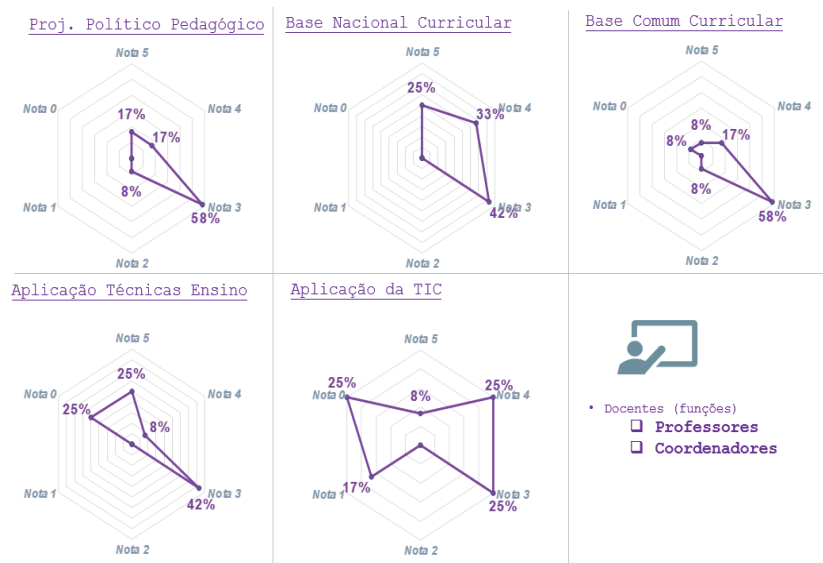 Proj. Político Pedagógico
Nota 5
Nota 0
Nota 4
17%
17%
8%
Nota 1
Nota 3
58%
Nota 2
Base Nacional Curricular
Nota 5
25%
Nota 0
Nota 4
33%
Nota 1
Nota 3
42%
Nota 2
Base Comum Curricular
Nota 5
Nota 0
Nota 4
8%
17%
8%
8%
Nota 1
Nota 3
58%
Nota 2
Aplicação Técnicas Ensino
Nota 5
25%
Nota 0
Nota 4
25%
8%
Nota 1
Nota 3
42%
Nota 2
Aplicação da TIC
Nota 5
25%
Nota 0
8%
25%
Nota 4
Nota 1
17%
Nota 3
25%
Nota 2
• Docentes (funções)
❑ Professores
❑ Coordenadores